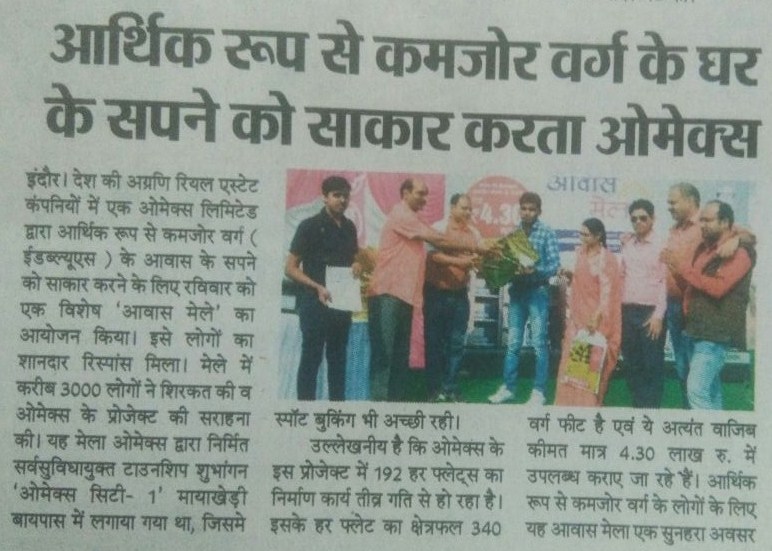 आर्थिक रूप से कमजोर वर्ग के घर
के सपने को साकार करता ओमेक्स
इंदौर। देश की अग्रणि रियल एस्टेट
कंपनियों में एक ओमेक्स लिमिटेड
द्वारा आर्थिक रूप से कमजोर वर्ग (
ईडब्ल्यूएस ) के आवास के सपने
को साकार करने के लिए रविवार को
एक विशेष 'आवास मेले' का
आयोजन किया। इसे लोगों का
शानदार रिस्पांस मिला। मेले में
करीब 3000 लोगों ने शिरकत की व
ओमेक्स के प्रोजेक्ट की सराहना
की। यह मेला ओमेक्स द्वारा निर्मित
सर्वसुविधायुक्त टाउनशिप शुभांगन
'ओमेक्स सिटी- 1' मायाखेड़ी
बायपास में लगाया गया था, जिसमे
आवास
मेला
4.30
स्पॉट बुकिंग भी अच्छी रही।
उल्लेखनीय है कि ओमेक्स के
इस प्रोजेक्ट में 192 हर फ्लेट्स का
निर्माण कार्य तीव्र गति से हो रहा है।
इसके हर फ्लेट का क्षेत्रफल 340
वर्ग फीट है एवं ये अत्यंत वाजिब
कीमत मात्र 4.30 लाख रु. में
उपलब्ध कराए जा रहे हैं। आर्थिक
रूप से कमजोर वर्ग के लोगों के लिए
यह आवास मेला एक सुनहरा अवसर